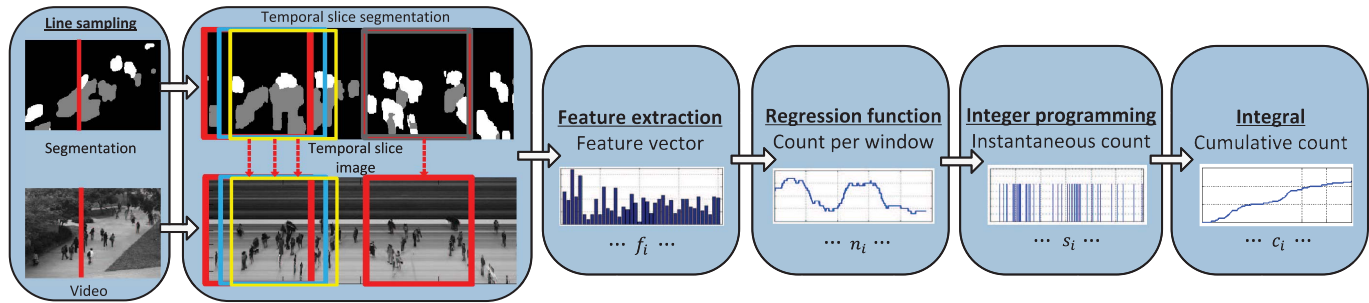 Line sampling
Segmentation
Video
Temporal slice segmentation
Temporal slice
image
Feature extraction
Feature vector
... f_i ...
Regression function
Count per window
... n_i ...
Integer programming
Instantaneous count
... s_i ...
Integral
Cumulative count
... c_i ...